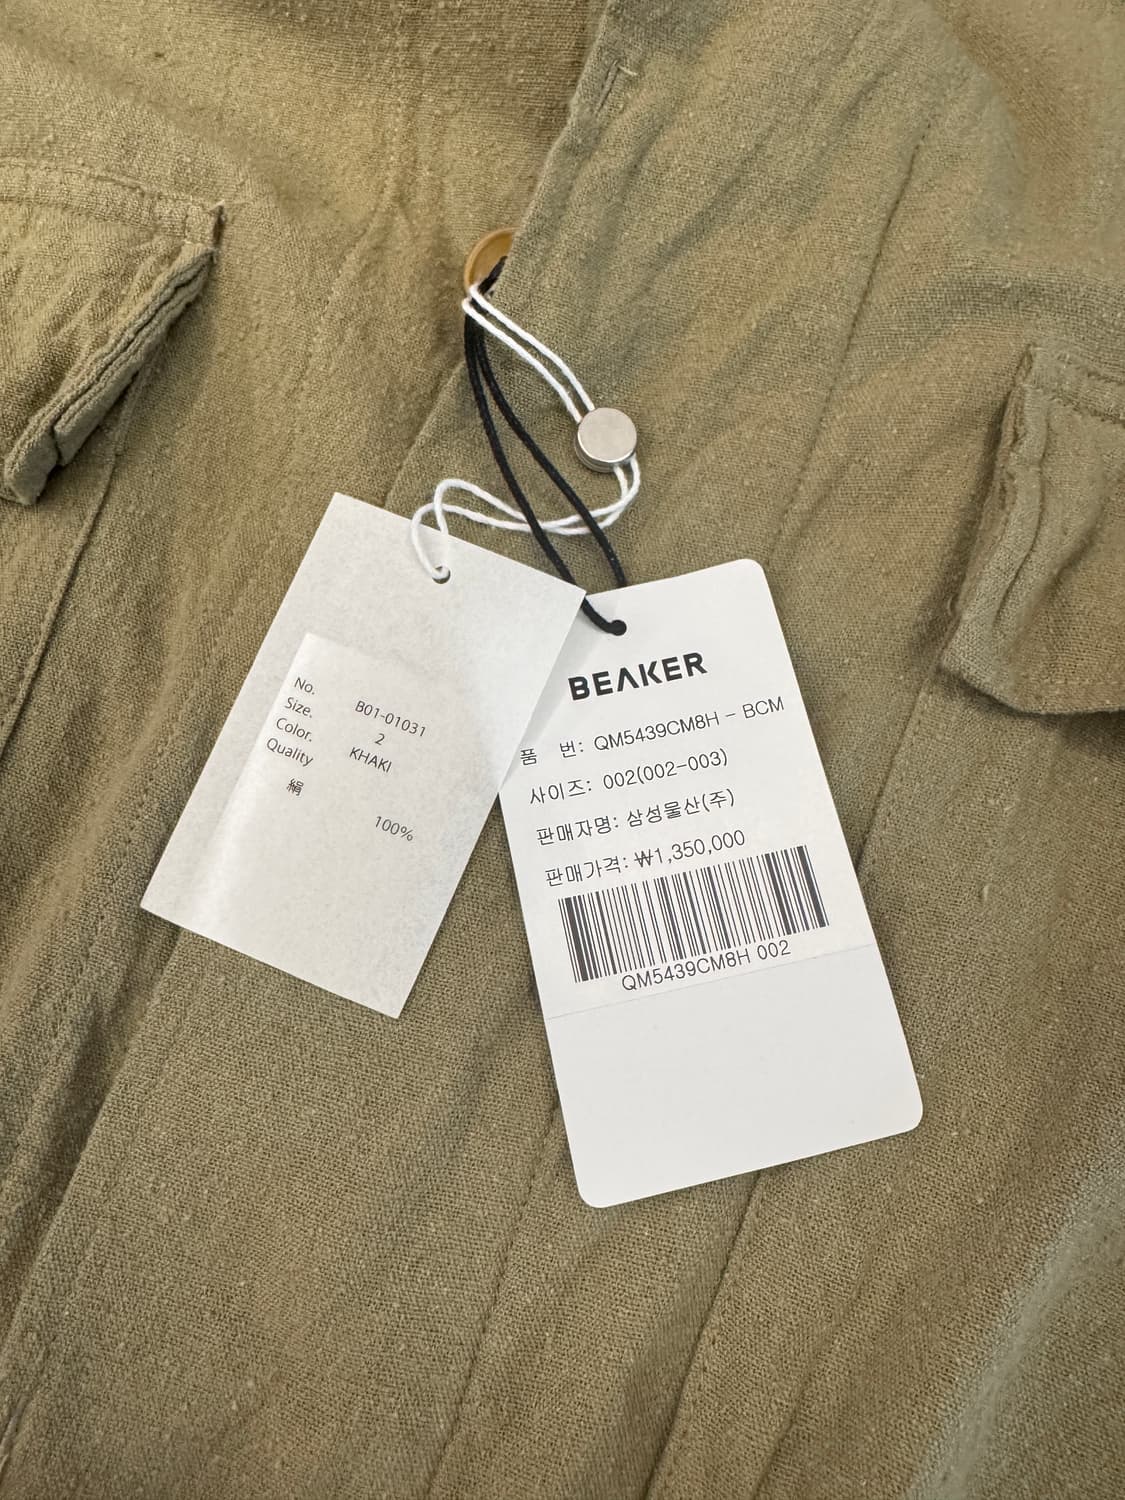 No. B01-01031
Size. 2
Color. KHAKI
Quality
絹 100%
BEAKER
품 번: QM5439CM8H - BCM
사이즈: 002(002-003)
판매자명: 삼성물산(주)
판매가격: ₩1,350,000
QM5439CM8H 002